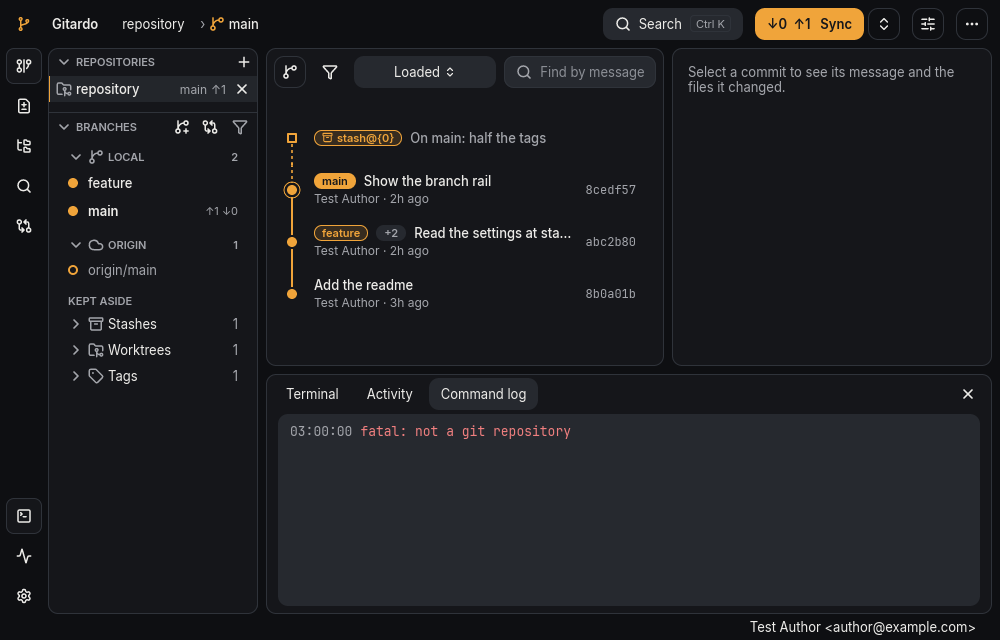 Gitardo repository › main Search Ctrl K ↓0 ↑1 Sync
REPOSITORIES
repository main ↑1
BRANCHES
LOCAL 2
feature
main ↑1 ↓0
ORIGIN 1
origin/main
KEPT ASIDE
Stashes 1
Worktrees 1
Tags 1
Loaded Find by message
stash@{0} On main: half the tags
main Show the branch rail
Test Author · 2h ago 8cedf57
feature +2 Read the settings at sta...
Test Author · 2h ago abc2b80
Add the readme
Test Author · 3h ago 8b0a01b
Select a commit to see its message and the
files it changed.
Terminal Activity Command log
03:00:00 fatal: not a git repository
Test Author <author@example.com>